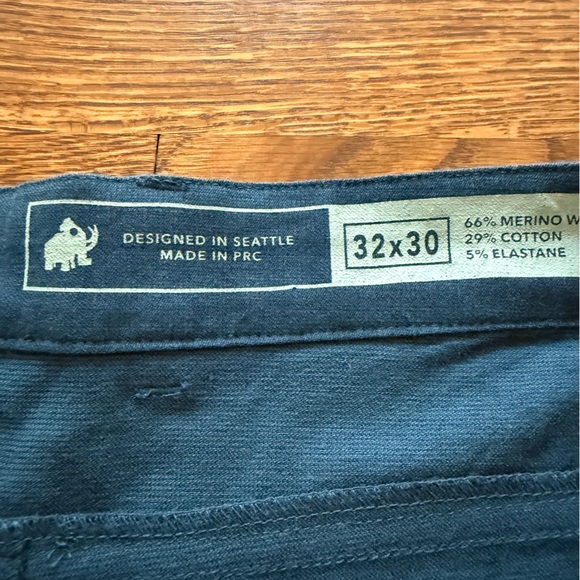 DESIGNED IN SEATTLE
MADE IN PRC
32x30
66% MERINO W
29% COTTON
5% ELASTANE